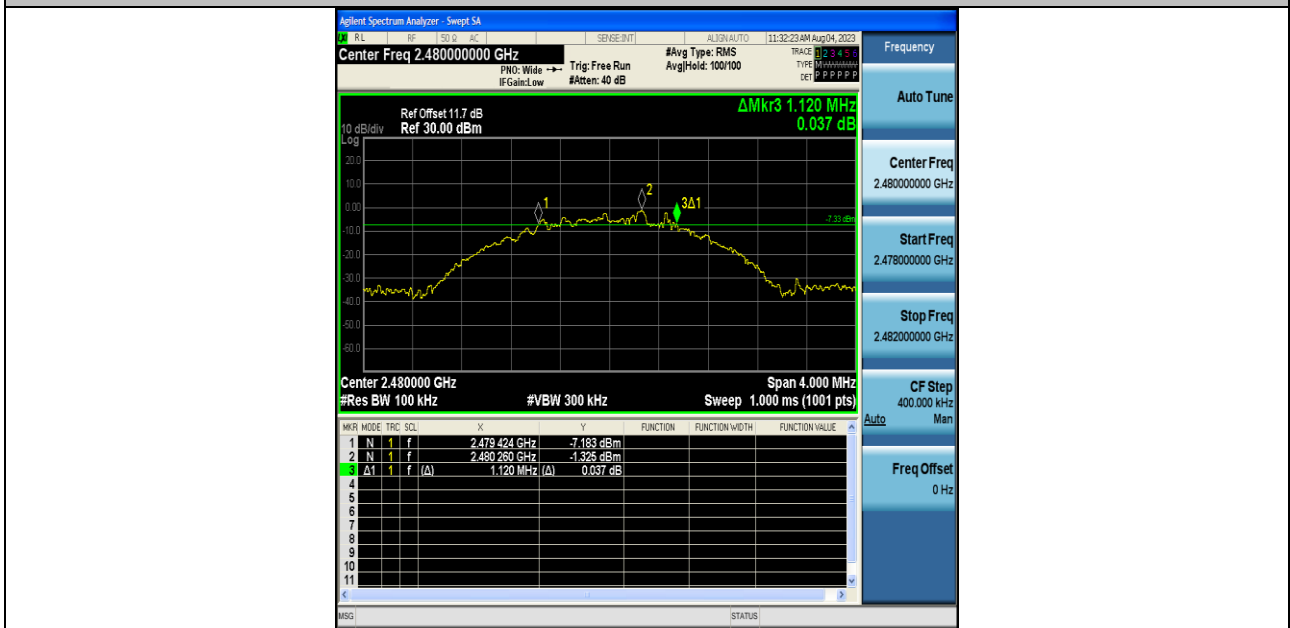 Agilent Spectrum Analyzer - Swept SA
RL RF 50 Ω AC SENSE:INT ALIGN AUTO 11:32:23 AM Aug 04, 2023
Center Freq 2.480000000 GHz
PNO: Wide Trig: Free Run
IFGain:Low #Atten: 40 dB
#Avg Type: RMS
Avg|Hold: 100/100
TRACE 1 2 3 4 5 6
TYPE
DET P P P P P P
Frequency
Ref Offset 11.7 dB
10 dB/div Ref 30.00 dBm
Log
ΔMkr3 1.120 MHz
0.037 dB
20.0
10.0
0.00
-10.0
-20.0
-30.0
-40.0
-50.0
-60.0
1
2
3Δ1
-7.33 dBm
Center 2.480000 GHz Span 4.000 MHz
#Res BW 100 kHz #VBW 300 kHz Sweep 1.000 ms (1001 pts)
MKR MODE TRC SCL X Y FUNCTION FUNCTION WIDTH FUNCTION VALUE
1 N 1 f 2.479 424 GHz -7.183 dBm
2 N 1 f 2.480 260 GHz -1.325 dBm
3 Δ1 1 f (Δ) 1.120 MHz (Δ) 0.037 dB
4
5
6
7
8
9
10
11
MSG STATUS
Auto Tune
Center Freq
2.480000000 GHz
Start Freq
2.478000000 GHz
Stop Freq
2.482000000 GHz
CF Step
400.000 kHz
Auto Man
Freq Offset
0 Hz